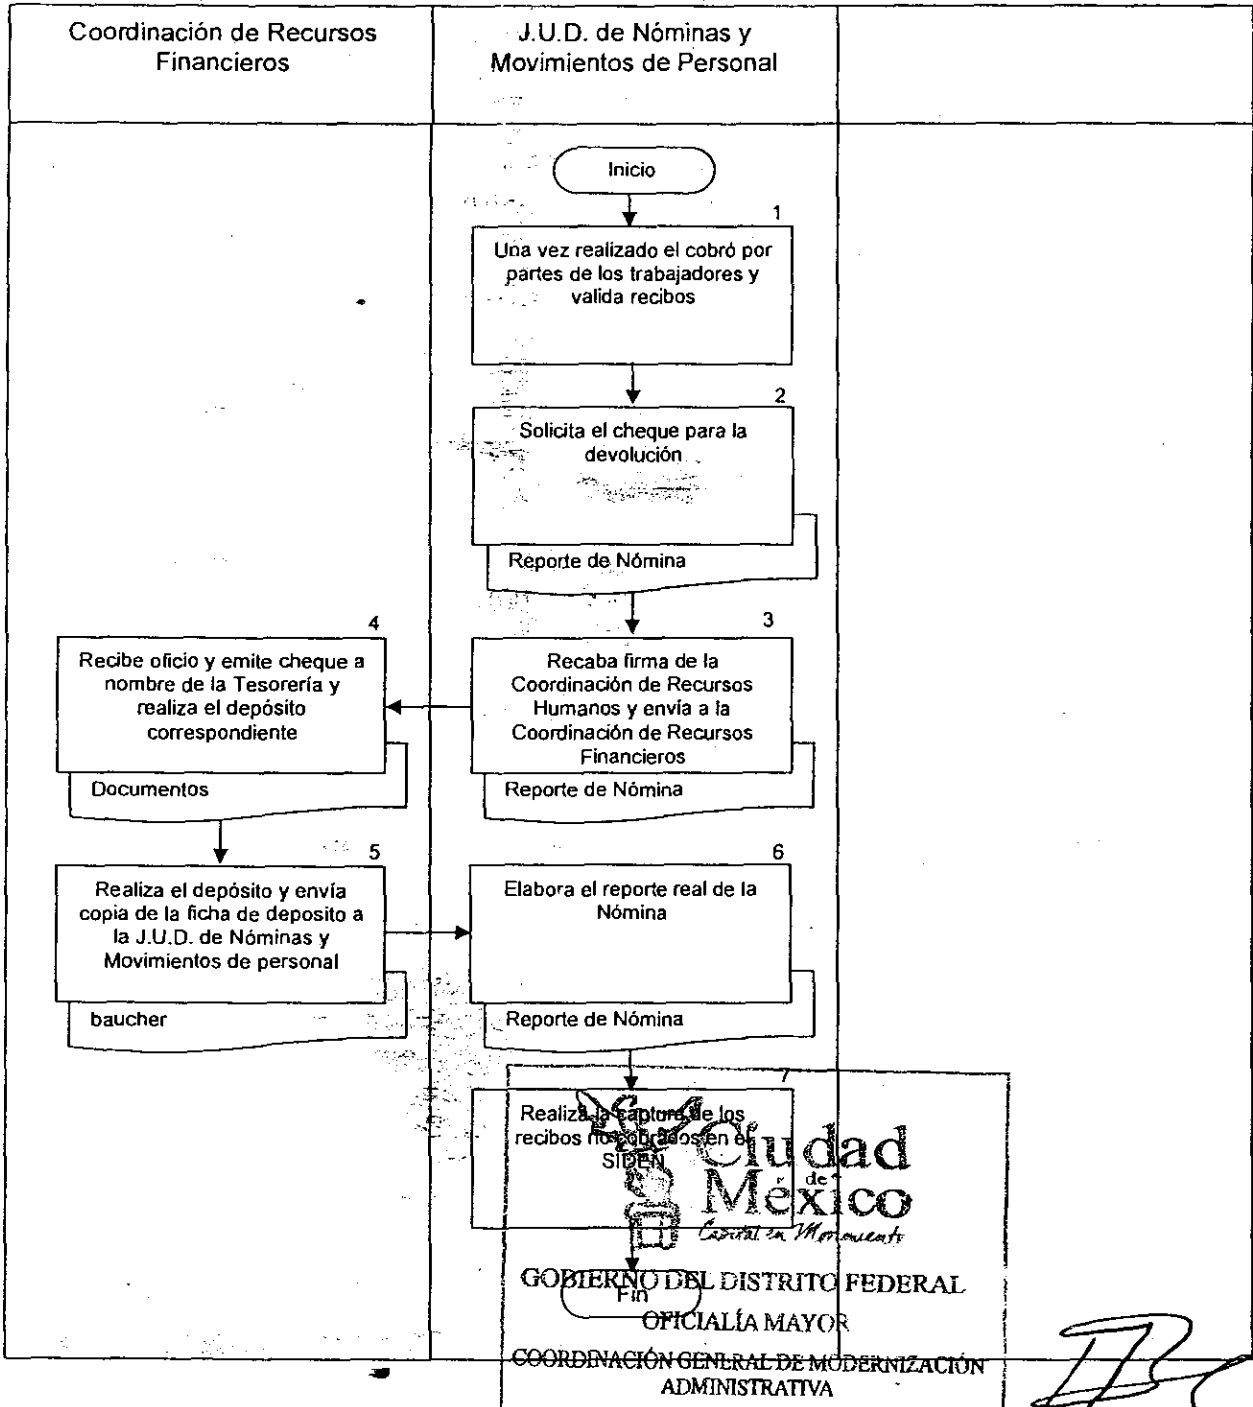 Coordinación de Recursos
Financieros
J.U.D. de Nóminas y
Movimientos de Personal
Inicio
1
Una vez realizado el cobró por
partes de los trabajadores y
valida recibos
2
Solicita el cheque para la
devolución
Reporte de Nómina
3
Recaba firma de la
Coordinación de Recursos
Humanos y envía a la
Coordinación de Recursos
Financieros
Reporte de Nómina
4
Recibe oficio y emite cheque a
nombre de la Tesorería y
realiza el depósito
correspondiente
Documentos
5
Realiza el depósito y envía
copia de la ficha de deposito a
la J.U.D. de Nóminas y
Movimientos de personal
baucher
6
Elabora el reporte real de la
Nómina
Reporte de Nómina
7
Realiza la captura de los
recibos no cobrados en el
SIDEN
Fin
Ciudad
de
México
Capital en Movimiento
GOBIERNO DEL DISTRITO FEDERAL
OFICIALÍA MAYOR
COORDINACIÓN GENERAL DE MODERNIZACIÓN
ADMINISTRATIVA